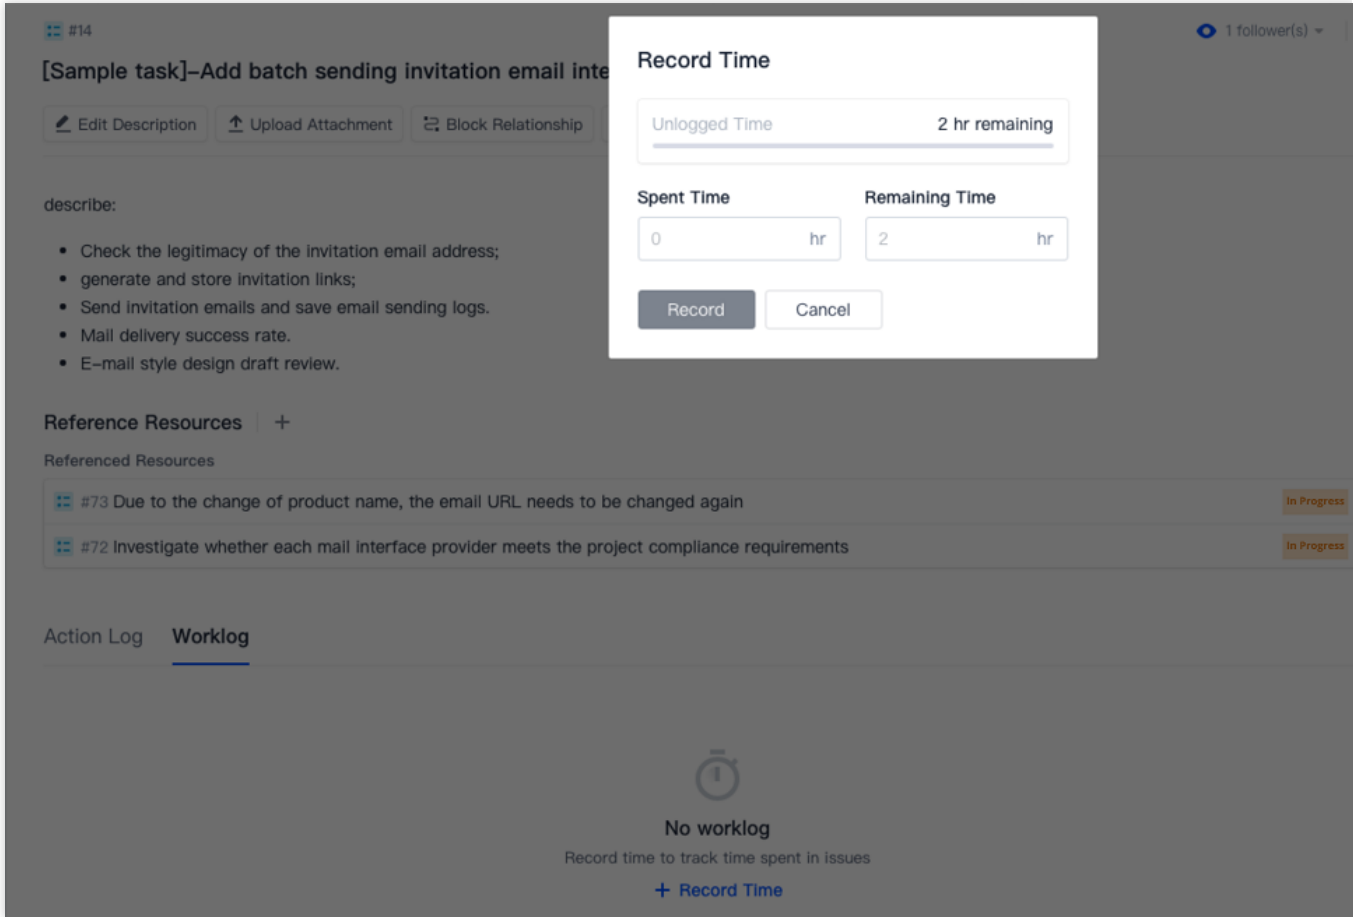 #14
1 follower(s)
[Sample task]–Add batch sending invitation email inte
Edit Description
Upload Attachment
Block Relationship
Record Time
Unlogged Time
2 hr remaining
Spent Time
Remaining Time
0 hr
2 hr
Record
Cancel
describe:
• Check the legitimacy of the invitation email address;
• generate and store invitation links;
• Send invitation emails and save email sending logs.
• Mail delivery success rate.
• E–mail style design draft review.
Reference Resources
Referenced Resources
#73 Due to the change of product name, the email URL needs to be changed again
In Progress
#72 Investigate whether each mail interface provider meets the project compliance requirements
In Progress
Action Log
Worklog
No worklog
Record time to track time spent in issues
+ Record Time